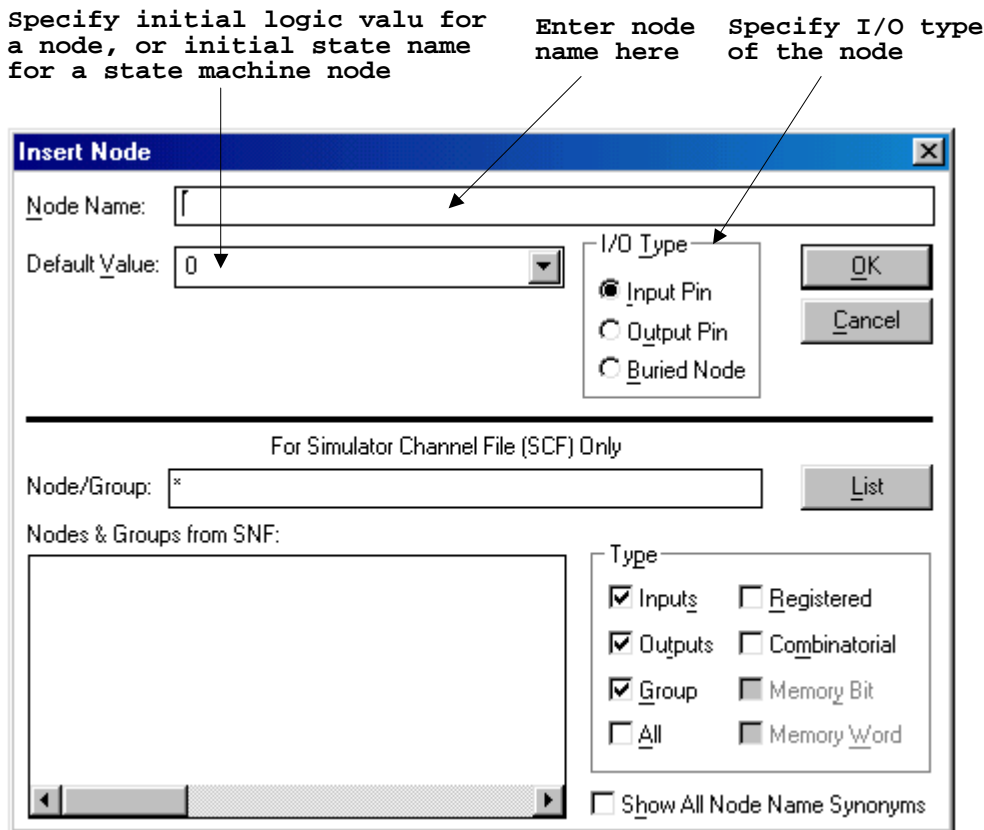 Specify initial logic valu for
a node, or initial state name
for a state machine node
Enter node
name here
Specify I/O type
of the node
Insert Node
Node Name:
Default Value: 0
I/O Type
Input Pin
Output Pin
Buried Node
OK
Cancel
For Simulator Channel File (SCF) Only
Node/Group: *
List
Nodes & Groups from SNF:
Type
Inputs Registered
Outputs Combinatorial
Group Memory Bit
All Memory Word
Show All Node Name Synonyms